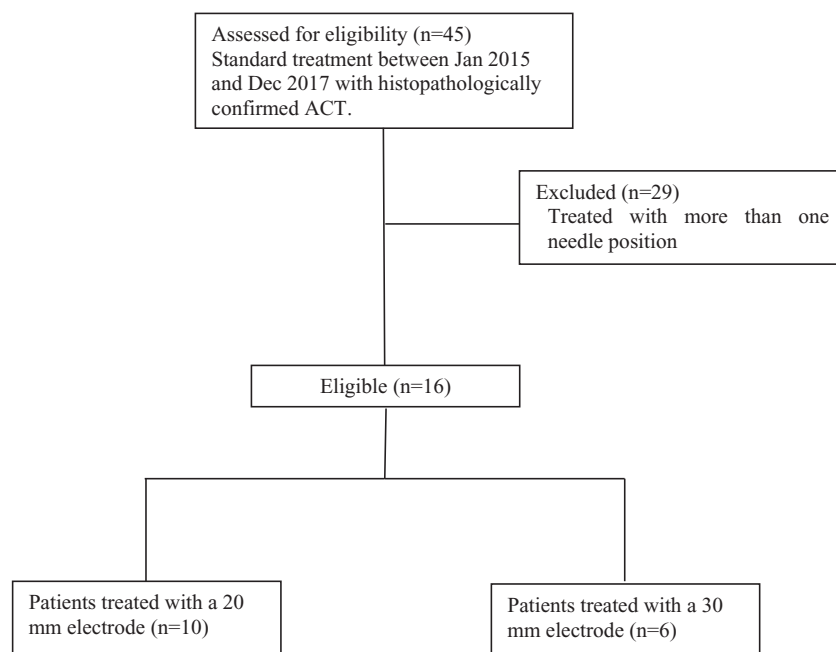 Assessed for eligibility (n=45)
Standard treatment between Jan 2015
and Dec 2017 with histopathologically
confirmed ACT.
Excluded (n=29)
Treated with more than one
needle position
Eligible (n=16)
Patients treated with a 20
mm electrode (n=10)
Patients treated with a 30
mm electrode (n=6)